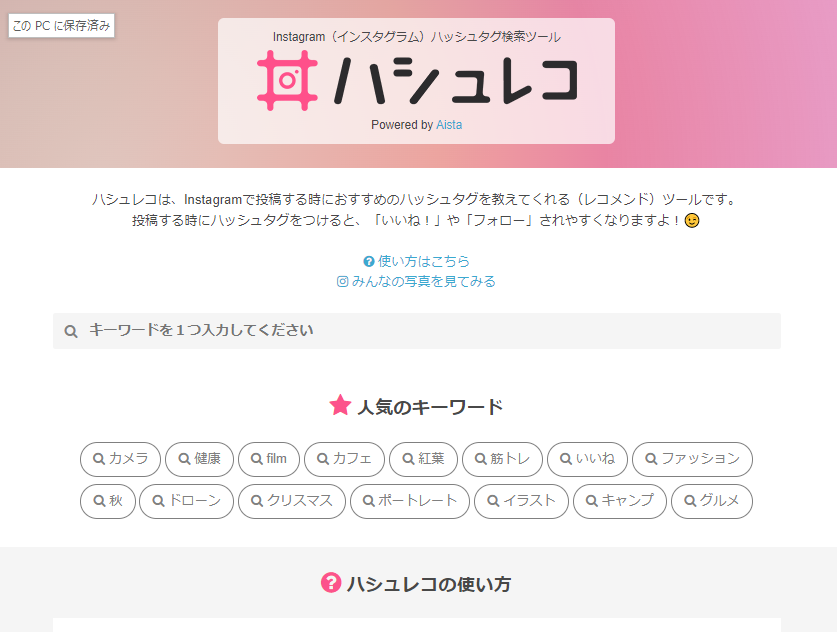 この PC に保存済み
Instagram（インスタグラム）ハッシュタグ検索ツール
ハシュレコ
Powered by Aista
ハシュレコは、Instagramで投稿する時におすすめのハッシュタグを教えてくれる（レコメンド）ツールです。
投稿する時にハッシュタグをつけると、「いいね！」や「フォロー」されやすくなりますよ！😉
使い方はこちら
みんなの写真を見てみる
キーワードを１つ入力してください
人気のキーワード
カメラ 健康 film カフェ 紅葉 筋トレ いいね ファッション
秋 ドローン クリスマス ポートレート イラスト キャンプ グルメ
ハシュレコの使い方